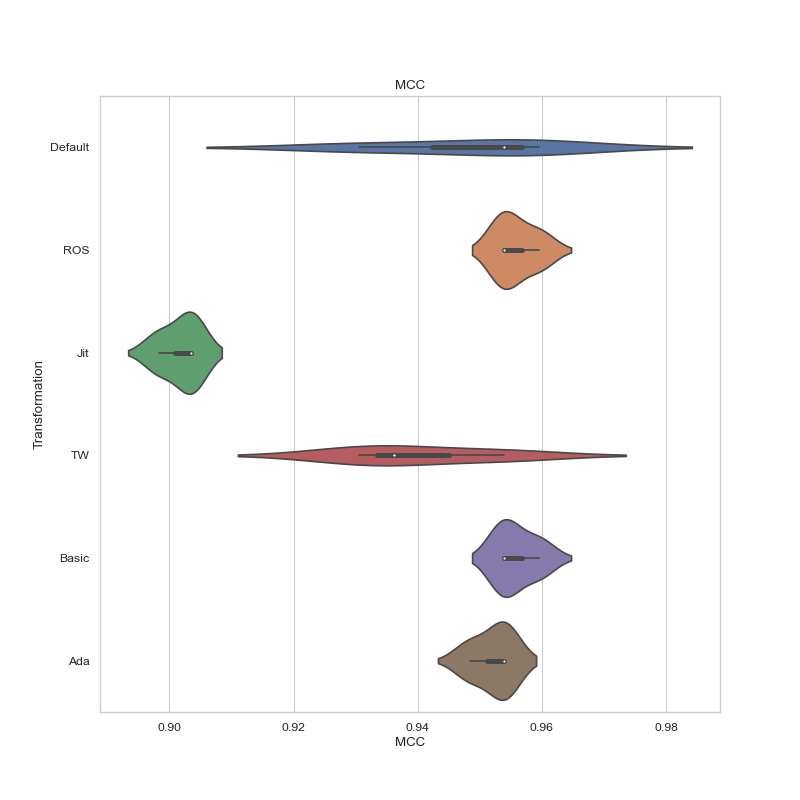 MCC
Default
ROS
Jit
TW
Basic
Ada
Transformation
0.90 0.92 0.94 0.96 0.98
MCC